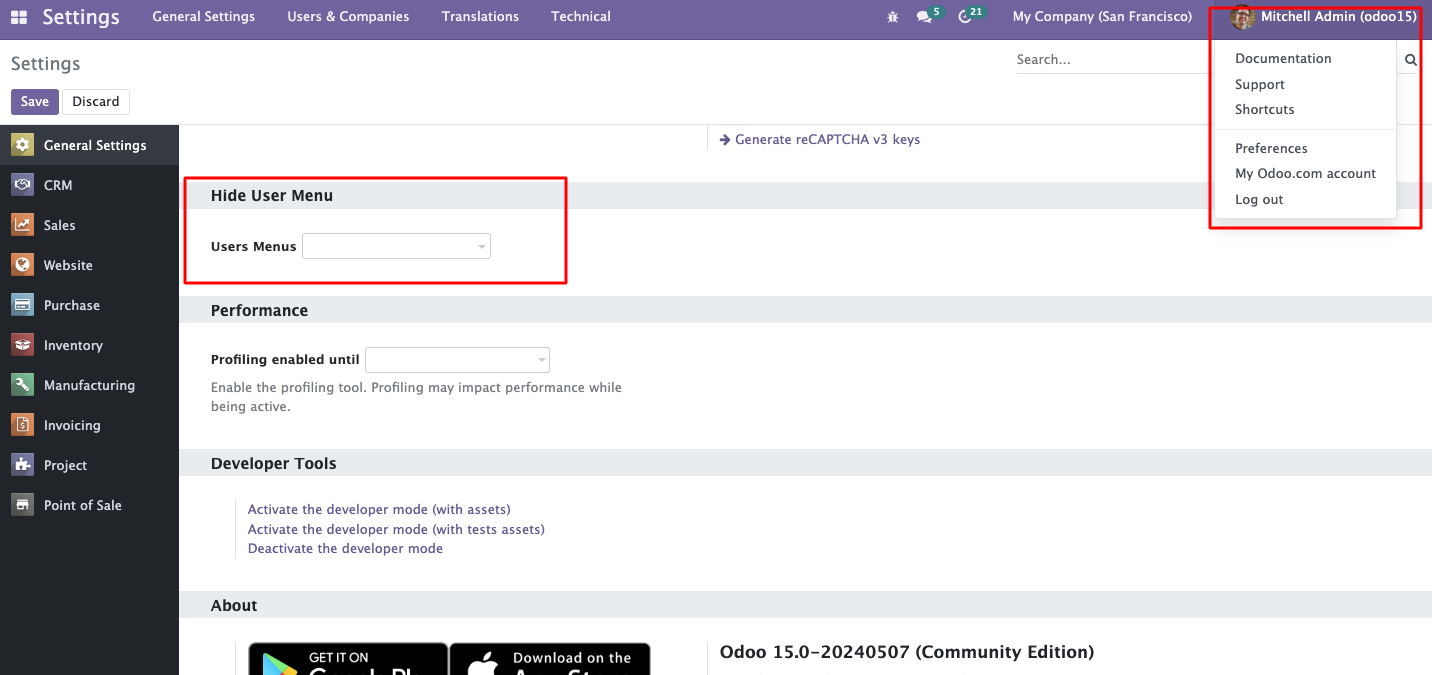 Settings General Settings Users & Companies Translations Technical 5 21 My Company (San Francisco) Mitchell Admin (odoo15)
Settings
Search...
Save Discard
Documentation
Support
Shortcuts
Preferences
My Odoo.com account
Log out
General Settings
CRM
Sales
Website
Purchase
Inventory
Manufacturing
Invoicing
Project
Point of Sale
Generate reCAPTCHA v3 keys
Hide User Menu
Users Menus
Performance
Profiling enabled until
Enable the profiling tool. Profiling may impact performance while
being active.
Developer Tools
Activate the developer mode (with assets)
Activate the developer mode (with tests assets)
Deactivate the developer mode
About
GET IT ON
Download on the
Odoo 15.0-20240507 (Community Edition)